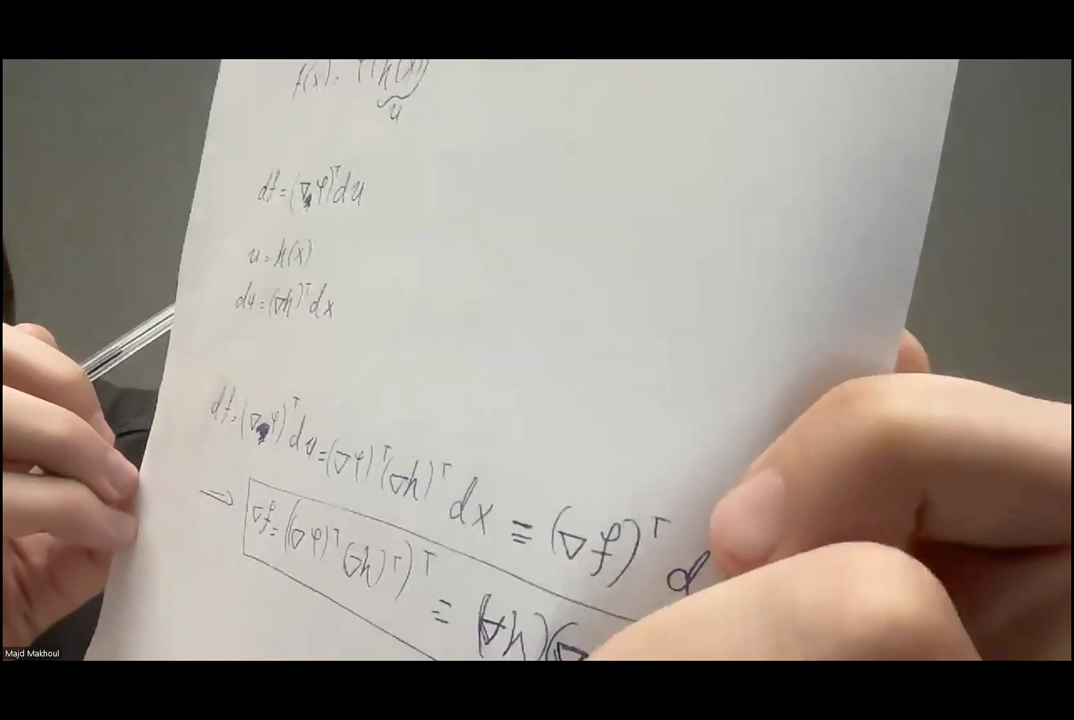 f(x) = φ(h(x))
u
df = (∇φ)ᵀ du
u = h(x)
du = (∇h)ᵀ dx
df = (∇φ)ᵀ du = (∇φ)ᵀ (∇h)ᵀ dx ≡ (∇f)ᵀ d
⇒ ∇f = ((∇φ)ᵀ (∇h)ᵀ)ᵀ = (∇h)(∇
Majd Makhoul